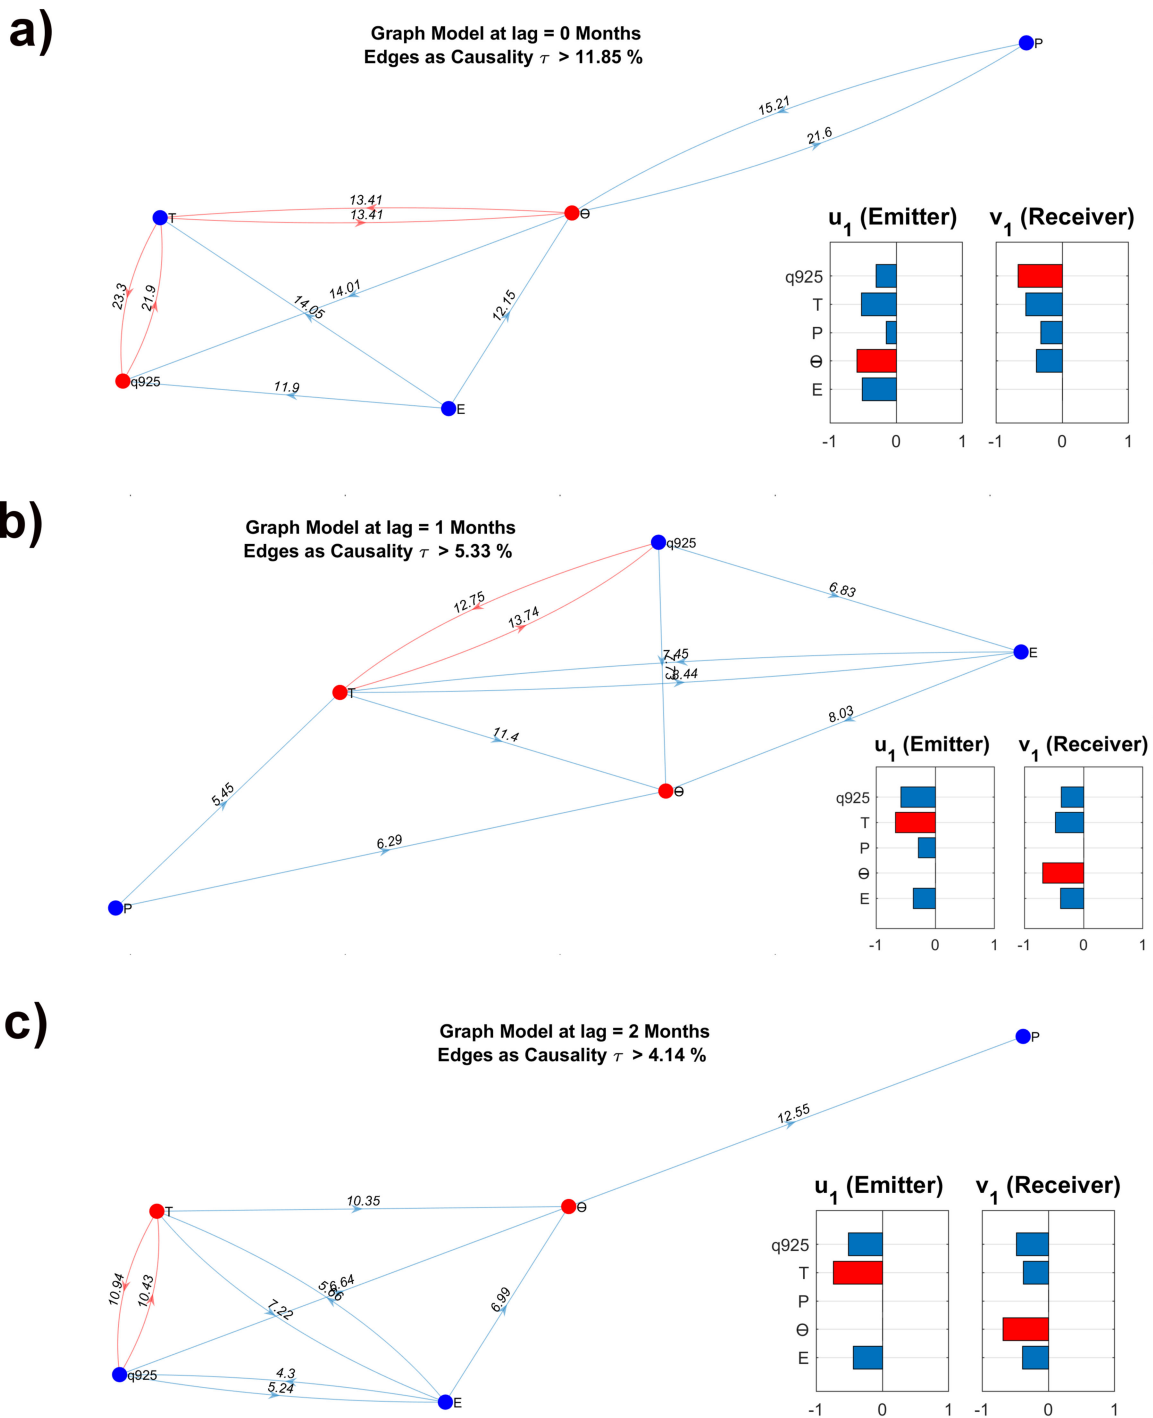 a)
Graph Model at lag = 0 Months
Edges as Causality τ > 11.85 %
P
15.21
21.6
T
13.41
13.41
Θ
23.3
21.9
14.01
14.05
12.15
q925
11.9
E
u1 (Emitter)
v1 (Receiver)
q925
T
P
Θ
E
-1 0 1
-1 0 1
b)
Graph Model at lag = 1 Months
Edges as Causality τ > 5.33 %
q925
12.75
13.74
6.83
E
7.45
T
11.4
8.03
Θ
5.45
6.29
P
u1 (Emitter)
v1 (Receiver)
q925
T
P
Θ
E
-1 0 1
-1 0 1
c)
Graph Model at lag = 2 Months
Edges as Causality τ > 4.14 %
P
12.55
T
10.35
Θ
10.94
10.43
7.22
6.99
q925
4.3
5.24
E
u1 (Emitter)
v1 (Receiver)
q925
T
P
Θ
E
-1 0 1
-1 0 1